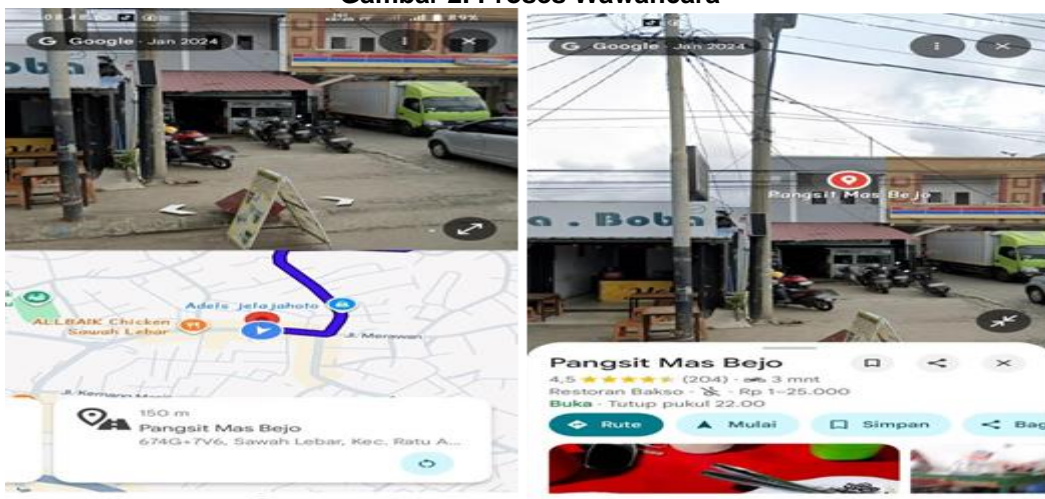 Gambar 2. Proses Wawancara
Google - Jan 2024
Boba
Adels jelajahoto
ALLBAIK Chicken
Sawah Lebar
Jl. Merawan
150 m
Pangsit Mas Bejo
674G+7V6, Sawah Lebar, Kec. Ratu A...
Google - Jan 2024
Pangsit Mas Bejo
. Boba
Pangsit Mas Bejo
4,5 (204) · 3 mnt
Restoran Bakso · Rp 1–25.000
Buka · Tutup pukul 22.00
Rute
Mulai
Simpan
Bag